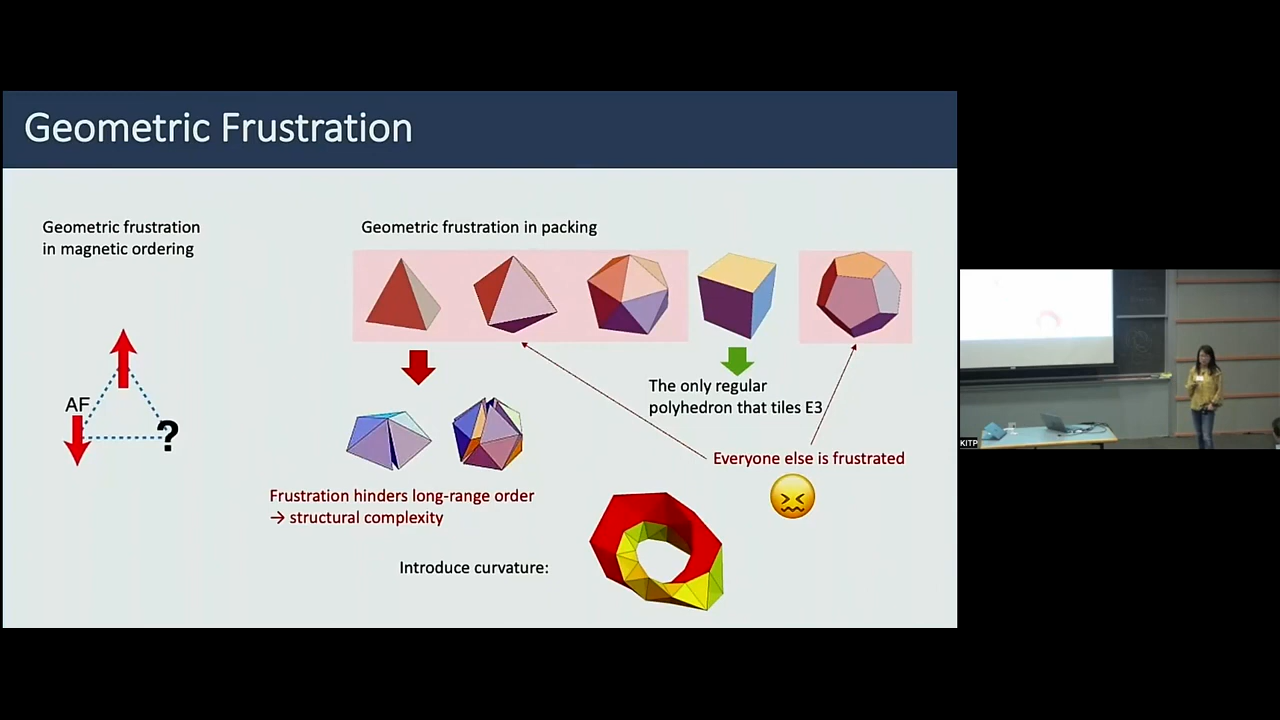 Geometric Frustration
Geometric frustration
in magnetic ordering
Geometric frustration in packing
AF
?
The only regular
polyhedron that tiles E3
Everyone else is frustrated
Frustration hinders long-range order
→ structural complexity
Introduce curvature:
KITP